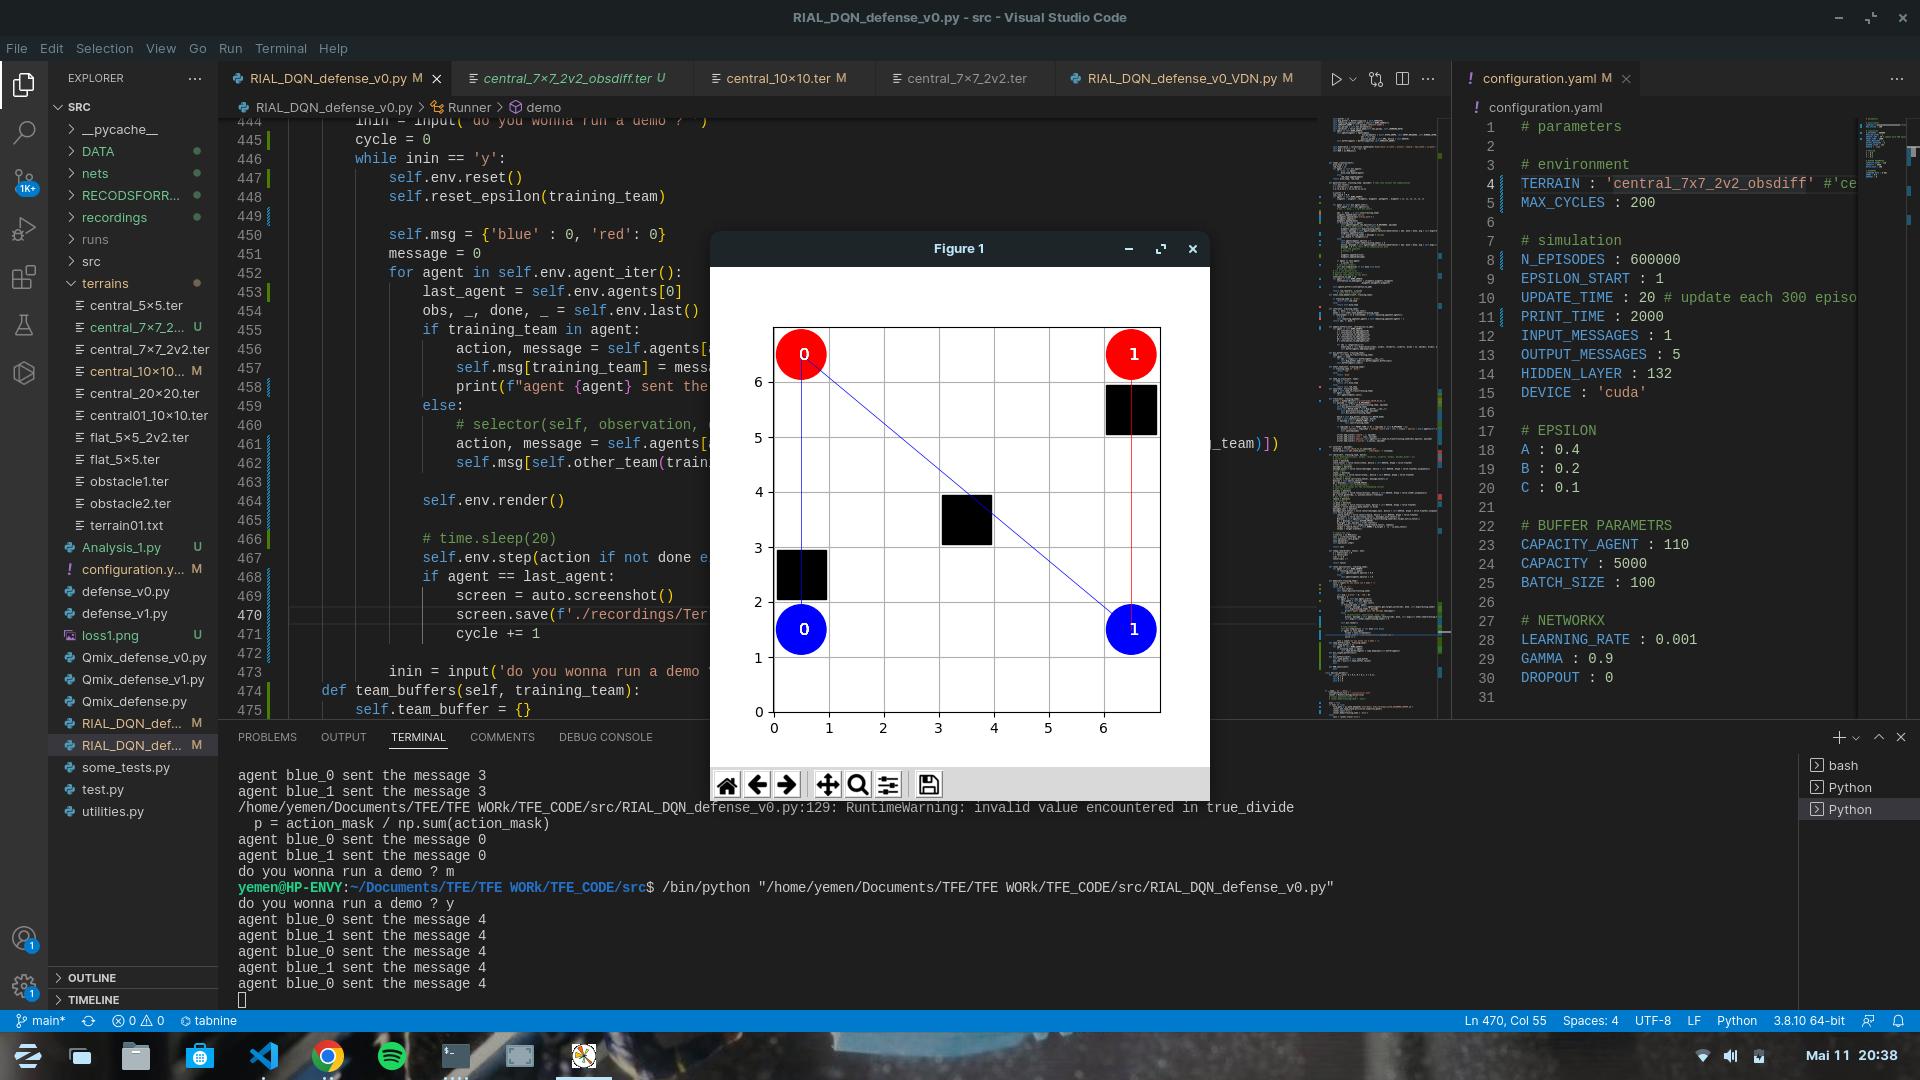 RIAL_DQN_defense_v0.py - src - Visual Studio Code
File Edit Selection View Go Run Terminal Help
EXPLORER
SRC
__pycache__
DATA
nets
RECODSFORR...
recordings
runs
src
terrains
central_5×5.ter
central_7×7_2... U
central_7×7_2v2.ter
central_10×10... M
central_20×20.ter
central01_10×10.ter
flat_5×5_2v2.ter
flat_5×5.ter
obstacle1.ter
obstacle2.ter
terrain01.txt
Analysis_1.py U
configuration.y... M
defense_v0.py
defense_v1.py
loss1.png U
Qmix_defense_v0.py
Qmix_defense_v1.py
Qmix_defense.py
RIAL_DQN_def... M
RIAL_DQN_def... M
some_tests.py
test.py
utilities.py
OUTLINE
TIMELINE
1K+
1
1
RIAL_DQN_defense_v0.py M central_7×7_2v2_obsdiff.ter U central_10×10.ter M central_7×7_2v2.ter RIAL_DQN_defense_v0_VDN.py M
RIAL_DQN_defense_v0.py > Runner > demo
444 inin = input('do you wonna run a demo ? ')
445 cycle = 0
446 while inin == 'y':
447 self.env.reset()
448 self.reset_epsilon(training_team)
449
450 self.msg = {'blue' : 0, 'red': 0}
451 message = 0
452 for agent in self.env.agent_iter():
453 last_agent = self.env.agents[0]
454 obs, _, done, _ = self.env.last()
455 if training_team in agent:
456 action, message = self.agents[
457 self.msg[training_team] = mess
458 print(f"agent {agent} sent the
459 else:
460 # selector(self, observation,
461 action, message = self.agents[ g_team)])
462 self.msg[self.other_team(train
463
464 self.env.render()
465
466 # time.sleep(20)
467 self.env.step(action if not done e
468 if agent == last_agent:
469 screen = auto.screenshot()
470 screen.save(f'./recordings/Ter
471 cycle += 1
472
473 inin = input('do you wonna run a demo
474 def team_buffers(self, training_team):
475 self.team_buffer = {}
Figure 1
0 1
6
5
4
3
2
0 1
1
0
0 1 2 3 4 5 6
configuration.yaml M
configuration.yaml
1 # parameters
2
3 # environment
4 TERRAIN : 'central_7x7_2v2_obsdiff' #'ce
5 MAX_CYCLES : 200
6
7 # simulation
8 N_EPISODES : 600000
9 EPSILON_START : 1
10 UPDATE_TIME : 20 # update each 300 episo
11 PRINT_TIME : 2000
12 INPUT_MESSAGES : 1
13 OUTPUT_MESSAGES : 5
14 HIDDEN_LAYER : 132
15 DEVICE : 'cuda'
16
17 # EPSILON
18 A : 0.4
19 B : 0.2
20 C : 0.1
21
22 # BUFFER PARAMETRS
23 CAPACITY_AGENT : 110
24 CAPACITY : 5000
25 BATCH_SIZE : 100
26
27 # NETWORKX
28 LEARNING_RATE : 0.001
29 GAMMA : 0.9
30 DROPOUT : 0
31
PROBLEMS OUTPUT TERMINAL COMMENTS DEBUG CONSOLE
agent blue_0 sent the message 3
agent blue_1 sent the message 3
/home/yemen/Documents/TFE/TFE WORk/TFE_CODE/src/RIAL_DQN_defense_v0.py:129: RuntimeWarning: invalid value encountered in true_divide
p = action_mask / np.sum(action_mask)
agent blue_0 sent the message 0
agent blue_1 sent the message 0
do you wonna run a demo ? m
yemen@HP-ENVY:~/Documents/TFE/TFE WORk/TFE_CODE/src$ /bin/python "/home/yemen/Documents/TFE/TFE WORk/TFE_CODE/src/RIAL_DQN_defense_v0.py"
do you wonna run a demo ? y
agent blue_0 sent the message 4
agent blue_1 sent the message 4
agent blue_0 sent the message 4
agent blue_1 sent the message 4
agent blue_0 sent the message 4
bash
Python
Python
main* 0 0 tabnine Ln 470, Col 55 Spaces: 4 UTF-8 LF Python 3.8.10 64-bit
Mai 11 20:38